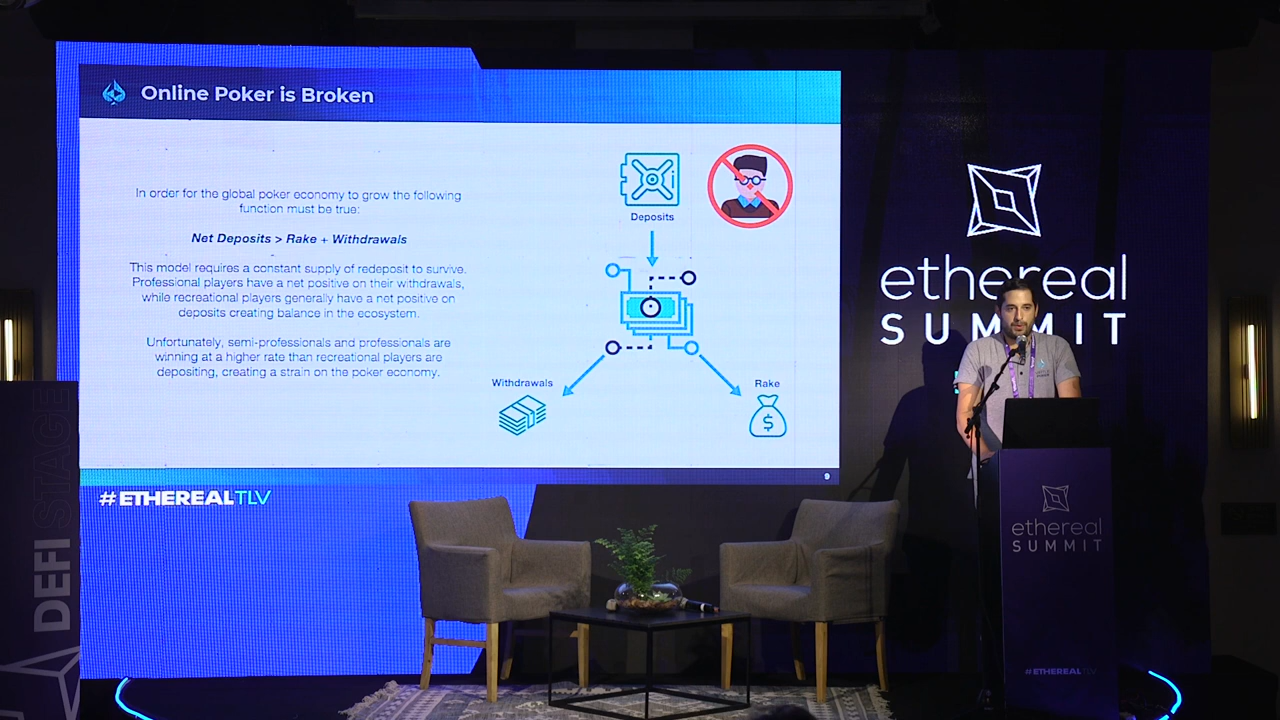 Online Poker is Broken
In order for the global poker economy to grow the following
function must be true:
Net Deposits > Rake + Withdrawals
This model requires a constant supply of redeposit to survive.
Professional players have a net positive on their withdrawals,
while recreational players generally have a net positive on
deposits creating balance in the ecosystem.
Unfortunately, semi-professionals and professionals are
winning at a higher rate than recreational players are
depositing, creating a strain on the poker economy.
Deposits
Withdrawals
Rake
$
9
#ETHEREALTLV
DEFI STAGE
ethereal
SUMMIT
ethereal
SUMMIT
#ETHEREALTLV